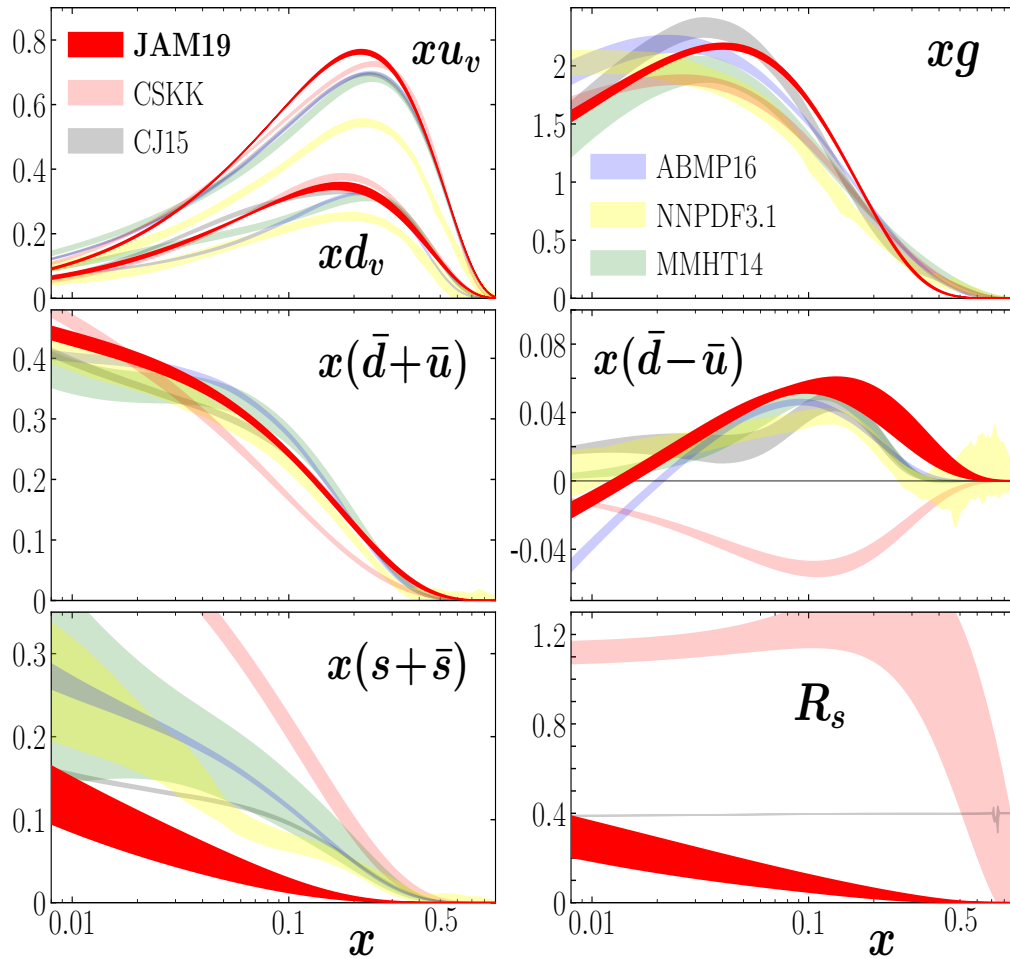 0.8
0.6
0.4
0.2
0
JAM19
CSKK
CJ15
xu_v
xd_v
2
1.5
1
0.5
0
xg
ABMP16
NNPDF3.1
MMHT14
0.4
0.3
0.2
0.1
0
x(d̄+ū)
0.08
0.04
0
-0.04
x(d̄−ū)
0.3
0.2
0.1
0
x(s+s̄)
0.01 0.1 0.5
x
1.2
0.8
0.4
0
R_s
0.01 0.1 0.5
x